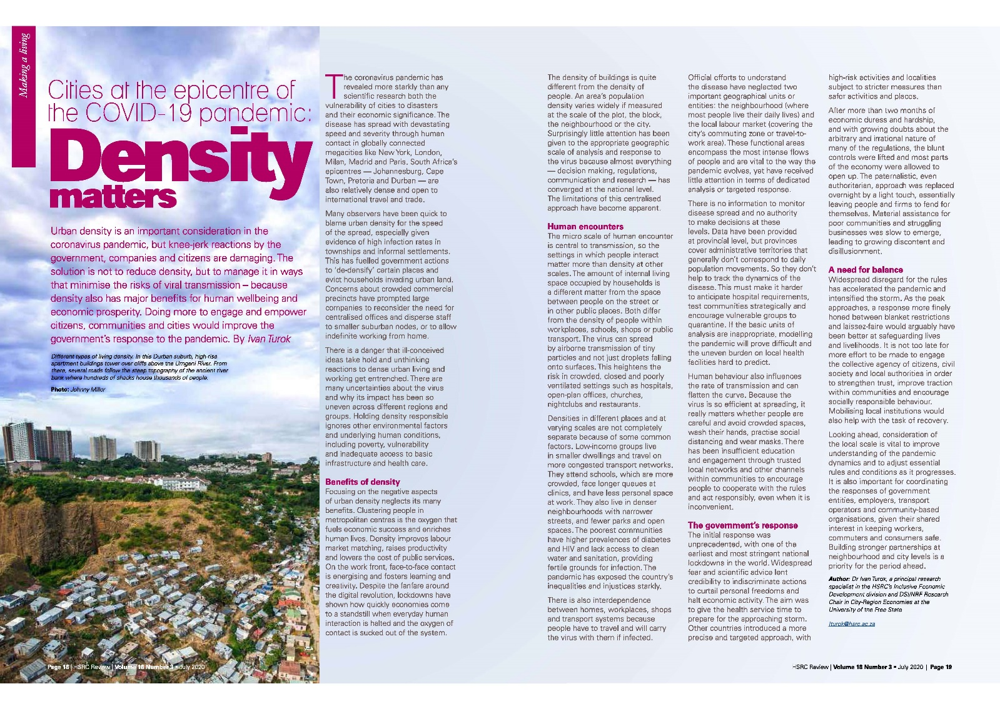 Making a living
Cities at the epicentre of
the COVID-19 pandemic:
Density
matters
Urban density is an important consideration in the
coronavirus pandemic, but knee-jerk reactions by the
government, companies and citizens are damaging. The
solution is not to reduce density, but to manage it in ways
that minimise the risks of viral transmission – because
density also has major benefits for human wellbeing and
economic prosperity. Doing more to engage and empower
citizens, communities and cities would improve the
government's response to the pandemic. By Ivan Turok
Different types of living density. In this Durban suburb, high-rise
apartment buildings tower over cliffs above the Umgeni River. From
there, several roads follow the steep topography of the ancient river
bank where hundreds of shacks house thousands of people.
Photo: Johnny Miller
The coronavirus pandemic has
revealed more starkly than any
scientific research both the
vulnerability of cities to disasters
and their economic significance. The
disease has spread with devastating
speed and severity through human
contact in globally connected
megacities like New York, London,
Milan, Madrid and Paris. South Africa's
epicentres — Johannesburg, Cape
Town, Pretoria and Durban — are
also relatively dense and open to
international travel and trade.
Many observers have been quick to
blame urban density for the speed
of the spread, especially given
evidence of high infection rates in
townships and informal settlements.
This has fuelled government actions
to 'de-densify' certain places and
evict households invading urban land.
Concerns about crowded commercial
precincts have prompted large
companies to reconsider the need for
centralised offices and disperse staff
to smaller suburban nodes, or to allow
indefinite working from home.
There is a danger that ill-conceived
ideas take hold and unthinking
reactions to dense urban living and
working get entrenched. There are
many uncertainties about the virus
and why its impact has been so
uneven across different regions and
groups. Holding density responsible
ignores other environmental factors
and underlying human conditions,
including poverty, vulnerability
and inadequate access to basic
infrastructure and health care.
Benefits of density
Focusing on the negative aspects
of urban density neglects its many
benefits. Clustering people in
metropolitan centres is the oxygen that
fuels economic success and enriches
human lives. Density improves labour
market matching, raises productivity
and lowers the cost of public services.
On the work front, face-to-face contact
is energising and fosters learning and
creativity. Despite the fanfare around
the digital revolution, lockdowns have
shown how quickly economies come
to a standstill when everyday human
interaction is halted and the oxygen of
contact is sucked out of the system.
The density of buildings is quite
different from the density of
people. An area's population
density varies widely if measured
at the scale of the plot, the block,
the neighbourhood or the city.
Surprisingly little attention has been
given to the appropriate geographic
scale of analysis and response to
the virus because almost everything
— decision making, regulations,
communication and research — has
converged at the national level.
The limitations of this centralised
approach have become apparent.
Human encounters
The micro scale of human encounter
is central to transmission, so the
settings in which people interact
matter more than density at other
scales. The amount of internal living
space occupied by households is
a different matter from the space
between people on the street or
in other public places. Both differ
from the density of people within
workplaces, schools, shops or public
transport. The virus can spread
by airborne transmission of tiny
particles and not just droplets falling
onto surfaces. This heightens the
risk in crowded, closed and poorly
ventilated settings such as hospitals,
open-plan offices, churches,
nightclubs and restaurants.
Densities in different places and at
varying scales are not completely
separate because of some common
factors. Low-income groups live
in smaller dwellings and travel on
more congested transport networks.
They attend schools, which are more
crowded, face longer queues at
clinics, and have less personal space
at work. They also live in denser
neighbourhoods with narrower
streets, and fewer parks and open
spaces. The poorest communities
have higher prevalences of diabetes
and HIV and lack access to clean
water and sanitation, providing
fertile grounds for infection. The
pandemic has exposed the country's
inequalities and injustices starkly.
There is also interdependence
between homes, workplaces, shops
and transport systems because
people have to travel and will carry
the virus with them if infected.
Official efforts to understand
the disease have neglected two
important geographical units or
entities: the neighbourhood (where
most people live their daily lives) and
the local labour market (covering the
city's commuting zone or travel-to-
work area). These functional areas
encompass the most intense flows
of people and are vital to the way the
pandemic evolves, yet have received
little attention in terms of dedicated
analysis or targeted response.
There is no information to monitor
disease spread and no authority
to make decisions at these
levels. Data have been provided
at provincial level, but provinces
cover administrative territories that
generally don't correspond to daily
population movements. So they don't
help to track the dynamics of the
disease. This must make it harder
to anticipate hospital requirements,
test communities strategically and
encourage vulnerable groups to
quarantine. If the basic units of
analysis are inappropriate, modelling
the pandemic will prove difficult and
the uneven burden on local health
facilities hard to predict.
Human behaviour also influences
the rate of transmission and can
flatten the curve. Because the
virus is so efficient at spreading, it
really matters whether people are
careful and avoid crowded spaces,
wash their hands, practise social
distancing and wear masks. There
has been insufficient education
and engagement through trusted
local networks and other channels
within communities to encourage
people to cooperate with the rules
and act responsibly, even when it is
inconvenient.
The government's response
The initial response was
unprecedented, with one of the
earliest and most stringent national
lockdowns in the world. Widespread
fear and scientific advice lent
credibility to indiscriminate actions
to curtail personal freedoms and
halt economic activity. The aim was
to give the health service time to
prepare for the approaching storm.
Other countries introduced a more
precise and targeted approach, with
high-risk activities and localities
subject to stricter measures than
safer activities and places.
After more than two months of
economic duress and hardship,
and with growing doubts about the
arbitrary and irrational nature of
many of the regulations, the blunt
controls were lifted and most parts
of the economy were allowed to
open up. The paternalistic, even
authoritarian, approach was replaced
overnight by a light touch, essentially
leaving people and firms to fend for
themselves. Material assistance for
poor communities and struggling
businesses was slow to emerge,
leading to growing discontent and
disillusionment.
A need for balance
Widespread disregard for the rules
has accelerated the pandemic and
intensified the storm. As the peak
approaches, a response more finely
honed between blanket restrictions
and laissez-faire would arguably have
been better at safeguarding lives
and livelihoods. It is not too late for
more effort to be made to engage
the collective agency of citizens, civil
society and local authorities in order
to strengthen trust, improve traction
within communities and encourage
socially responsible behaviour.
Mobilising local institutions would
also help with the task of recovery.
Looking ahead, consideration of
the local scale is vital to improve
understanding of the pandemic
dynamics and to adjust essential
rules and conditions as it progresses.
It is also important for coordinating
the responses of government
entities, employers, transport
operators and community-based
organisations, given their shared
interest in keeping workers,
commuters and consumers safe.
Building stronger partnerships at
neighbourhood and city levels is a
priority for the period ahead.
Author: Dr Ivan Turok, a principal research
specialist in the HSRC's Inclusive Economic
Development division and DSI/NRF Research
Chair in City-Region Economies at the
University of the Free State
Iturok@hsrc.ac.za
Page 18 | HSRC Review | Volume 18 Number 3 • July 2020
HSRC Review | Volume 18 Number 3 • July 2020 | Page 19